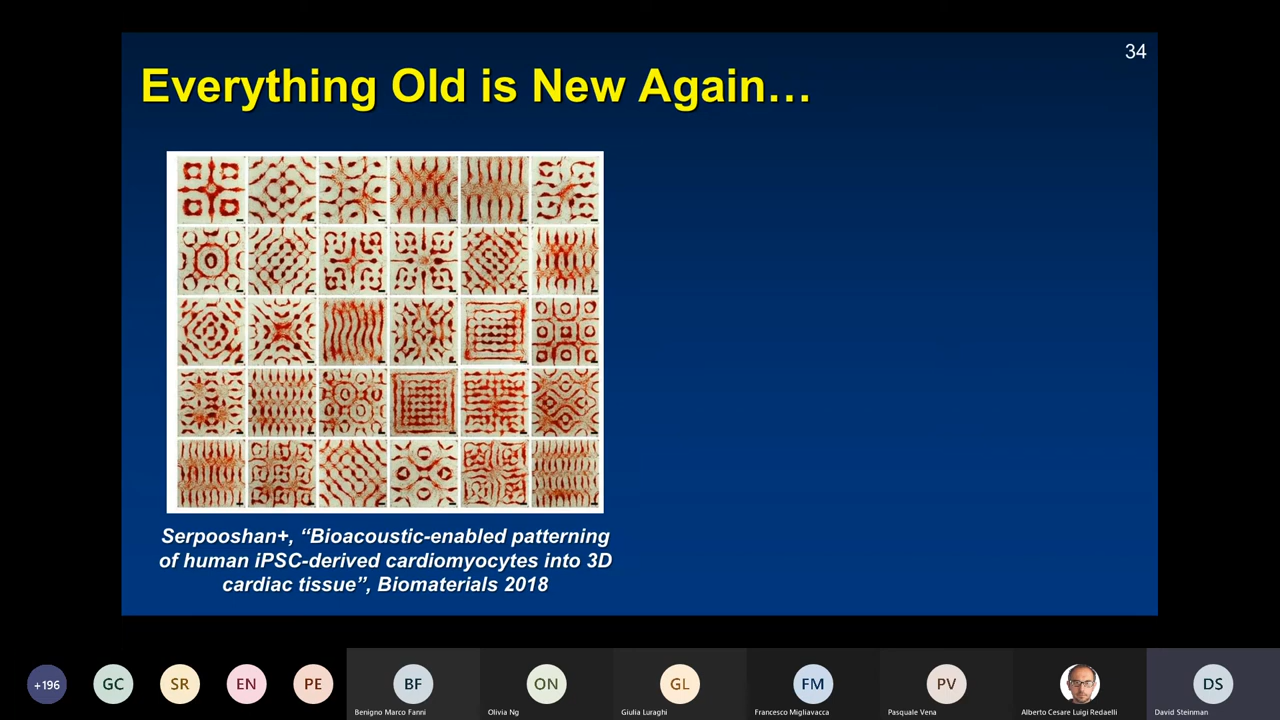 34
Everything Old is New Again…
Serpooshan+, “Bioacoustic-enabled patterning
of human iPSC-derived cardiomyocytes into 3D
cardiac tissue”, Biomaterials 2018
+196
GC
SR
EN
PE
BF
ON
GL
FM
PV
DS
Benigno Marco Fanni
Olivia Ng
Giulia Luraghi
Francesco Migliavacca
Pasquale Vena
Alberto Cesare Luigi Redaelli
David Steinman